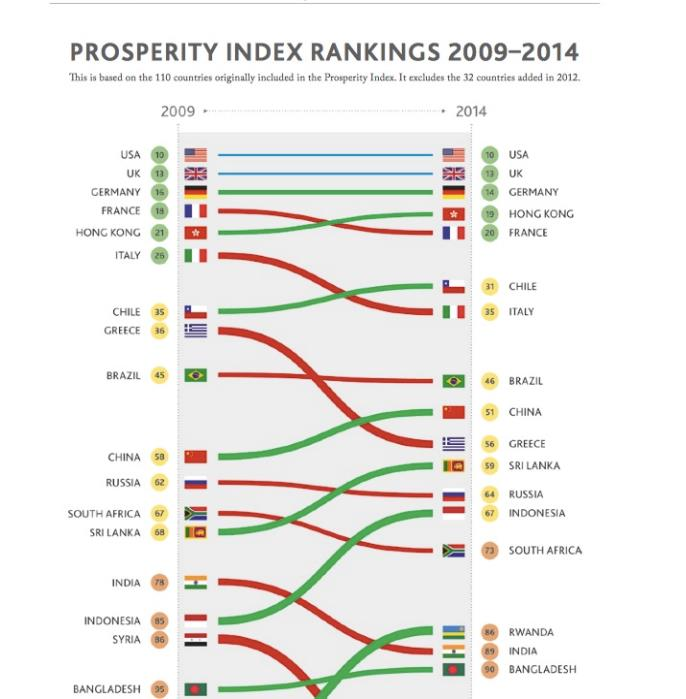 PROSPERITY INDEX RANKINGS 2009–2014
This is based on the 110 countries originally included in the Prosperity Index. It excludes the 32 countries added in 2012.
2009 2014
USA 10 10 USA
UK 13 13 UK
GERMANY 16 14 GERMANY
FRANCE 18 19 HONG KONG
HONG KONG 21 20 FRANCE
ITALY 26
31 CHILE
CHILE 35 35 ITALY
GREECE 36
BRAZIL 45 46 BRAZIL
51 CHINA
56 GREECE
CHINA 58 59 SRI LANKA
RUSSIA 62 64 RUSSIA
SOUTH AFRICA 67 67 INDONESIA
SRI LANKA 68
73 SOUTH AFRICA
INDIA 78
INDONESIA 85 86 RWANDA
SYRIA 86 89 INDIA
90 BANGLADESH
BANGLADESH 95